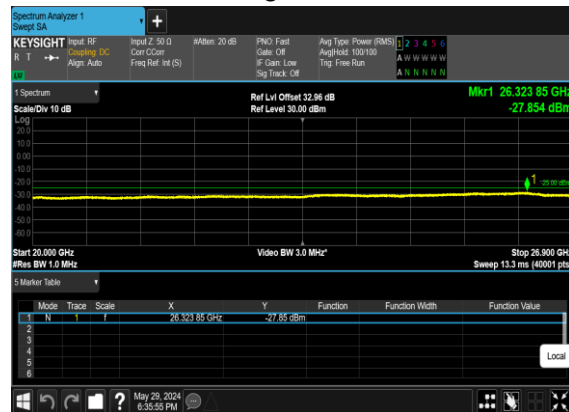 Spectrum Analyzer 1
Swept SA
+
KEYSIGHT Input: RF Input Z: 50 Ω #Atten: 20 dB PNO: Fast Avg Type: Power (RMS) 1 2 3 4 5 6
R T Coupling: DC Corr CCorr Gate: Off Avg|Hold: 100/100 A W W W W W
Align: Auto Freq Ref: Int (S) IF Gain: Low Trig: Free Run
Sig Track: Off A N N N N N
1 Spectrum Ref Lvl Offset 32.96 dB Mkr1 26.323 85 GHz
Scale/Div 10 dB Ref Level 30.00 dBm -27.854 dBm
Log
20.0
10.0
0.00
-10.0
-20.0
1 -25.00 dBm
-30.0
-40.0
-50.0
-60.0
Start 20.000 GHz Video BW 3.0 MHz* Stop 26.900 GHz
#Res BW 1.0 MHz Sweep 13.3 ms (40001 pts
5 Marker Table
Mode Trace Scale X Y Function Function Width Function Value
1 N 1 f 26.323 85 GHz -27.85 dBm
2
3
4
5
6
Local
? May 29, 2024
6:35:55 PM